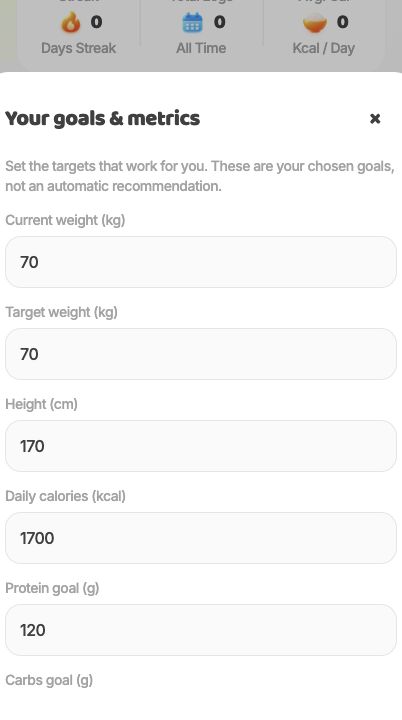 0
0
0
Days Streak
All Time
Kcal / Day
Your goals & metrics
Set the targets that work for you. These are your chosen goals,
not an automatic recommendation.
Current weight (kg)
70
Target weight (kg)
70
Height (cm)
170
Daily calories (kcal)
1700
Protein goal (g)
120
Carbs goal (g)